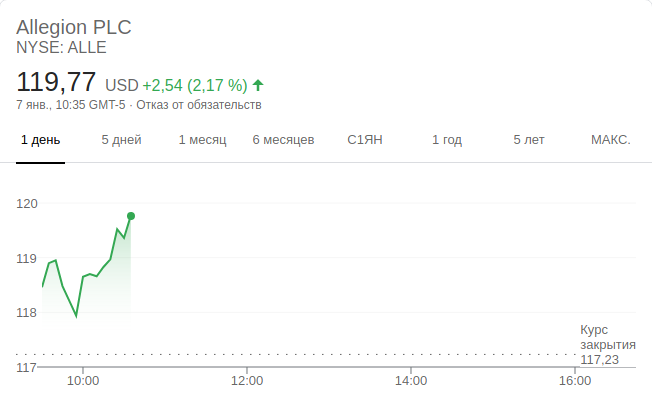 Allegion PLC
NYSE: ALLE
119,77 USD +2,54 (2,17 %)
7 янв., 10:35 GMT-5 · Отказ от обязательств
1 день 5 дней 1 месяц 6 месяцев С1ЯН 1 год 5 лет МАКС.
120
119
118
Курс
закрытия
117,23
117
10:00 12:00 14:00 16:00